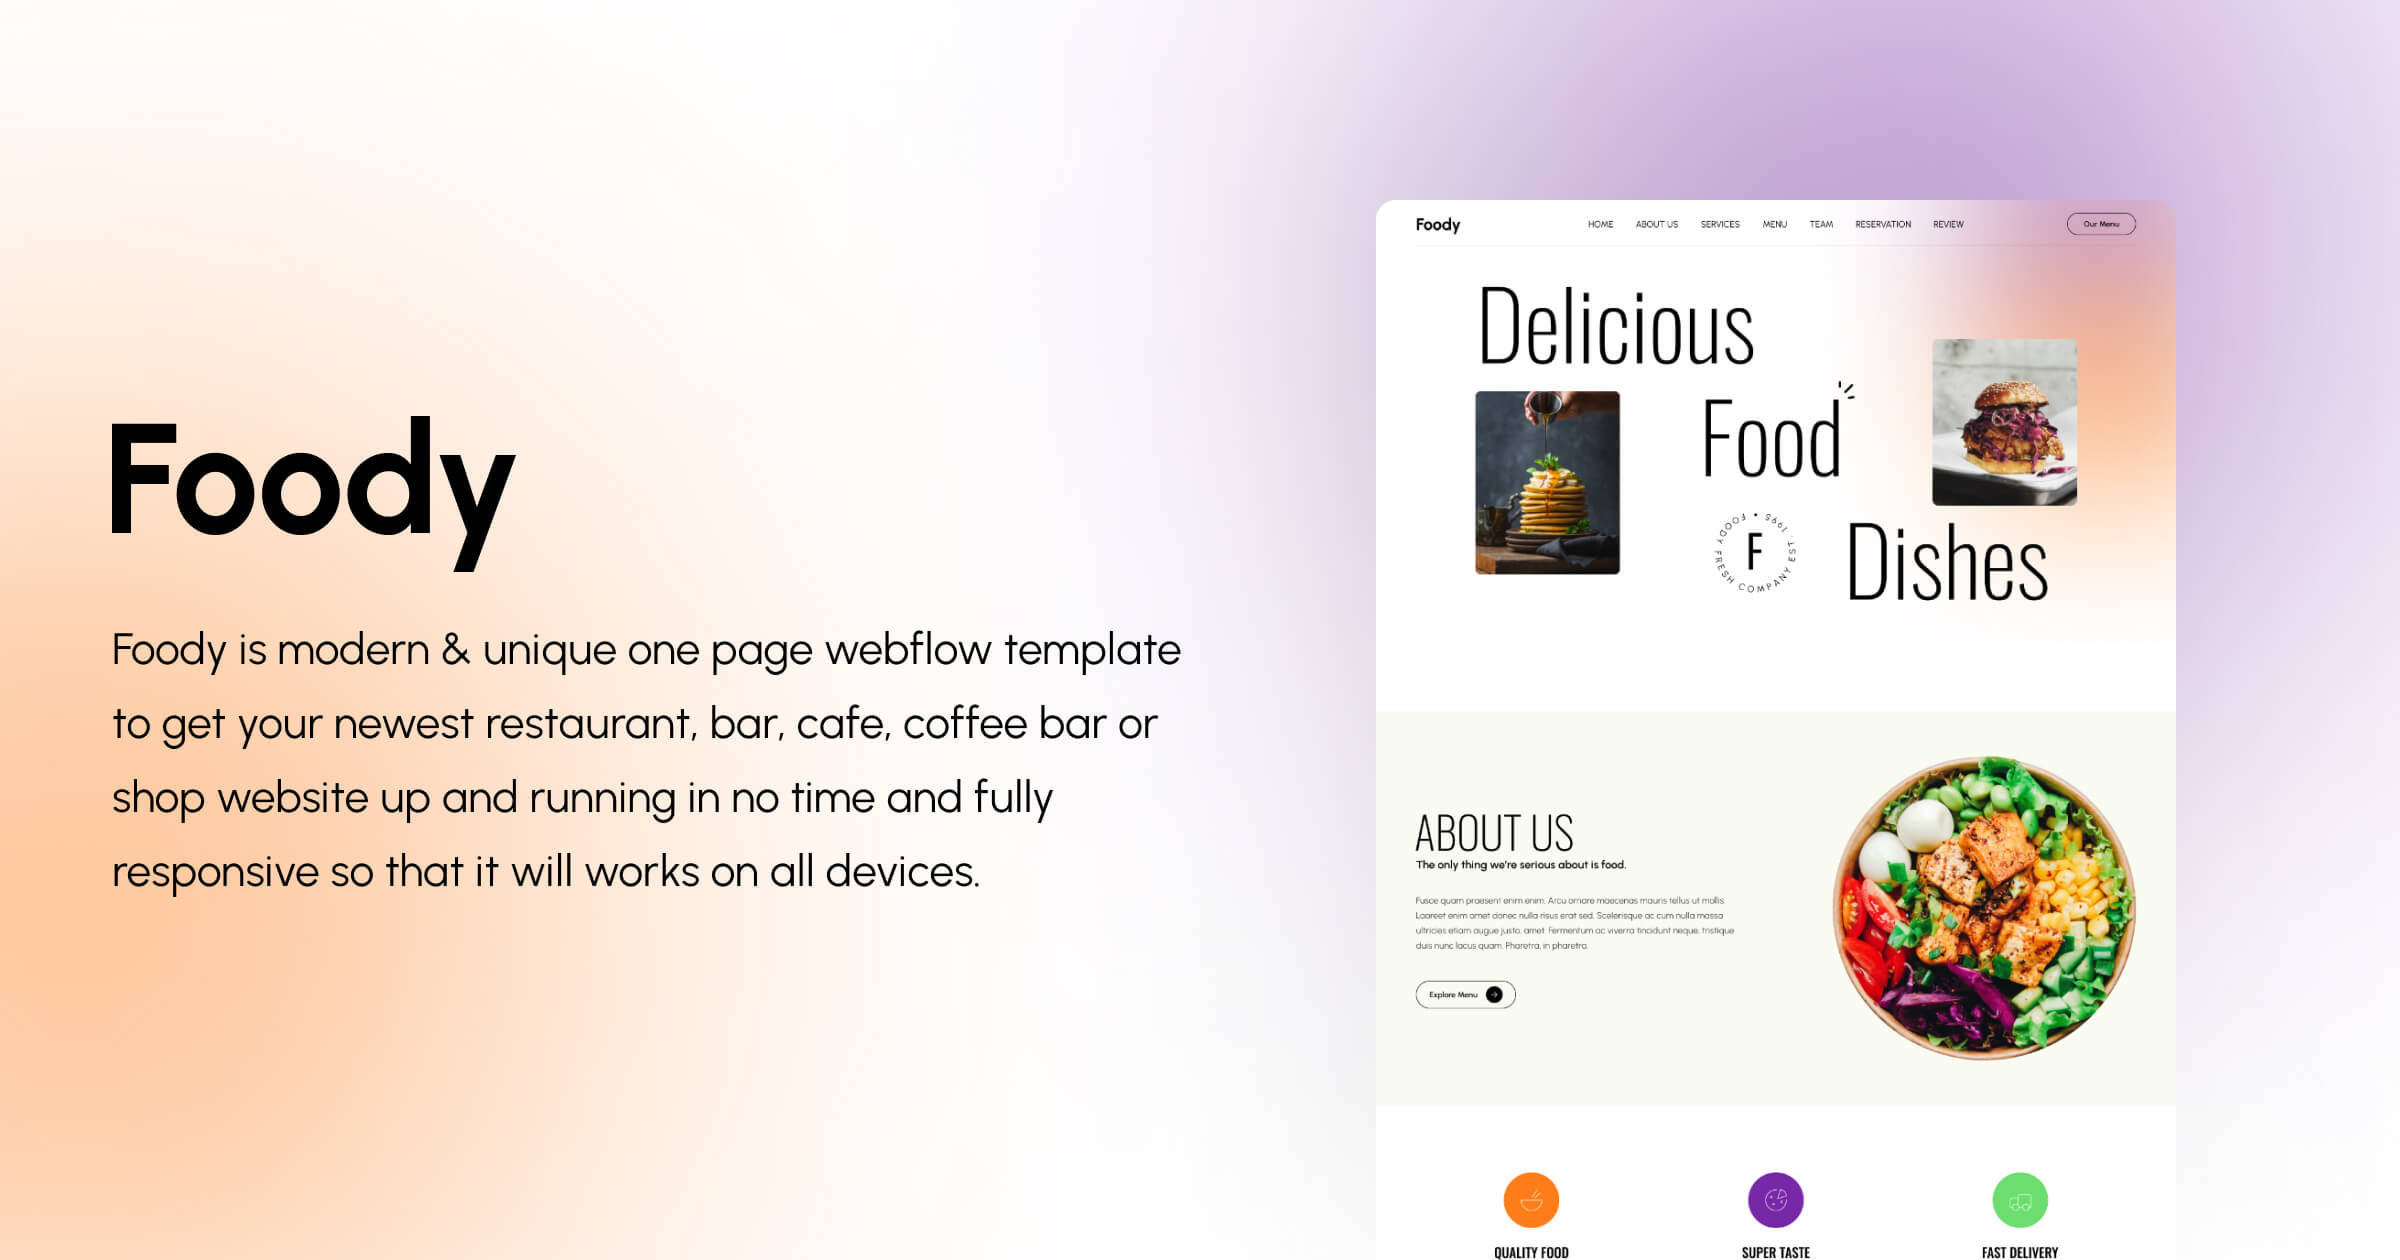 Foody
Foody is modern & unique one page webflow template
to get your newest restaurant, bar, cafe, coffee bar or
shop website up and running in no time and fully
responsive so that it will works on all devices.
Foody
HOME ABOUT US SERVICES MENU TEAM RESERVATION REVIEW
Our Menu
Delicious
Food
Dishes
F
FOODY FRESH COMPANY EST. 1995 •
ABOUT US
The only thing we're serious about is food.
Fusce quam praesent enim enim. Arcu ornare maecenas mauris tellus ut mollis.
Laoreet enim amet donec nulla risus erat sed. Scelerisque ac cum nulla massa
ultricies etiam augue justo, amet. Fermentum ac viverra tincidunt neque, tristique
duis nunc lacus quam. Pharetra, in pharetra.
Explore Menu
QUALITY FOOD
SUPER TASTE
FAST DELIVERY